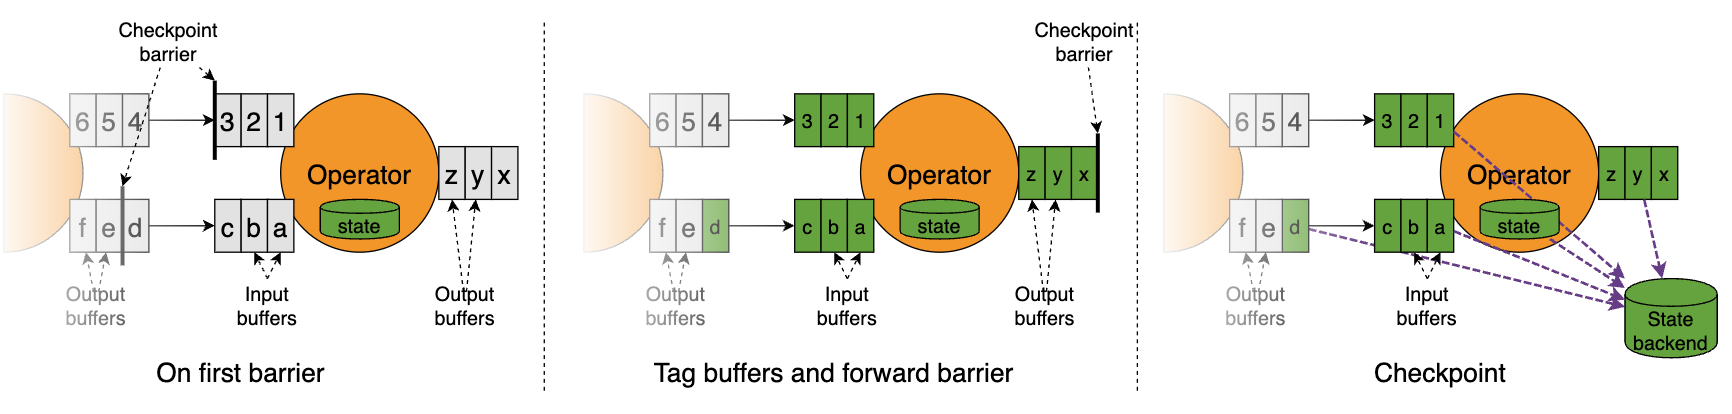 Checkpoint
barrier
6 5 4
3 2 1
Operator
state
z y x
f e d
c b a
Output
buffers
Input
buffers
Output
buffers
On first barrier
Checkpoint
barrier
6 5 4
3 2 1
Operator
state
z y x
f e d
c b a
Output
buffers
Input
buffers
Output
buffers
Tag buffers and forward barrier
6 5 4
3 2 1
Operator
state
z y x
f e d
c b a
Output
buffers
Input
buffers
State
backend
Checkpoint